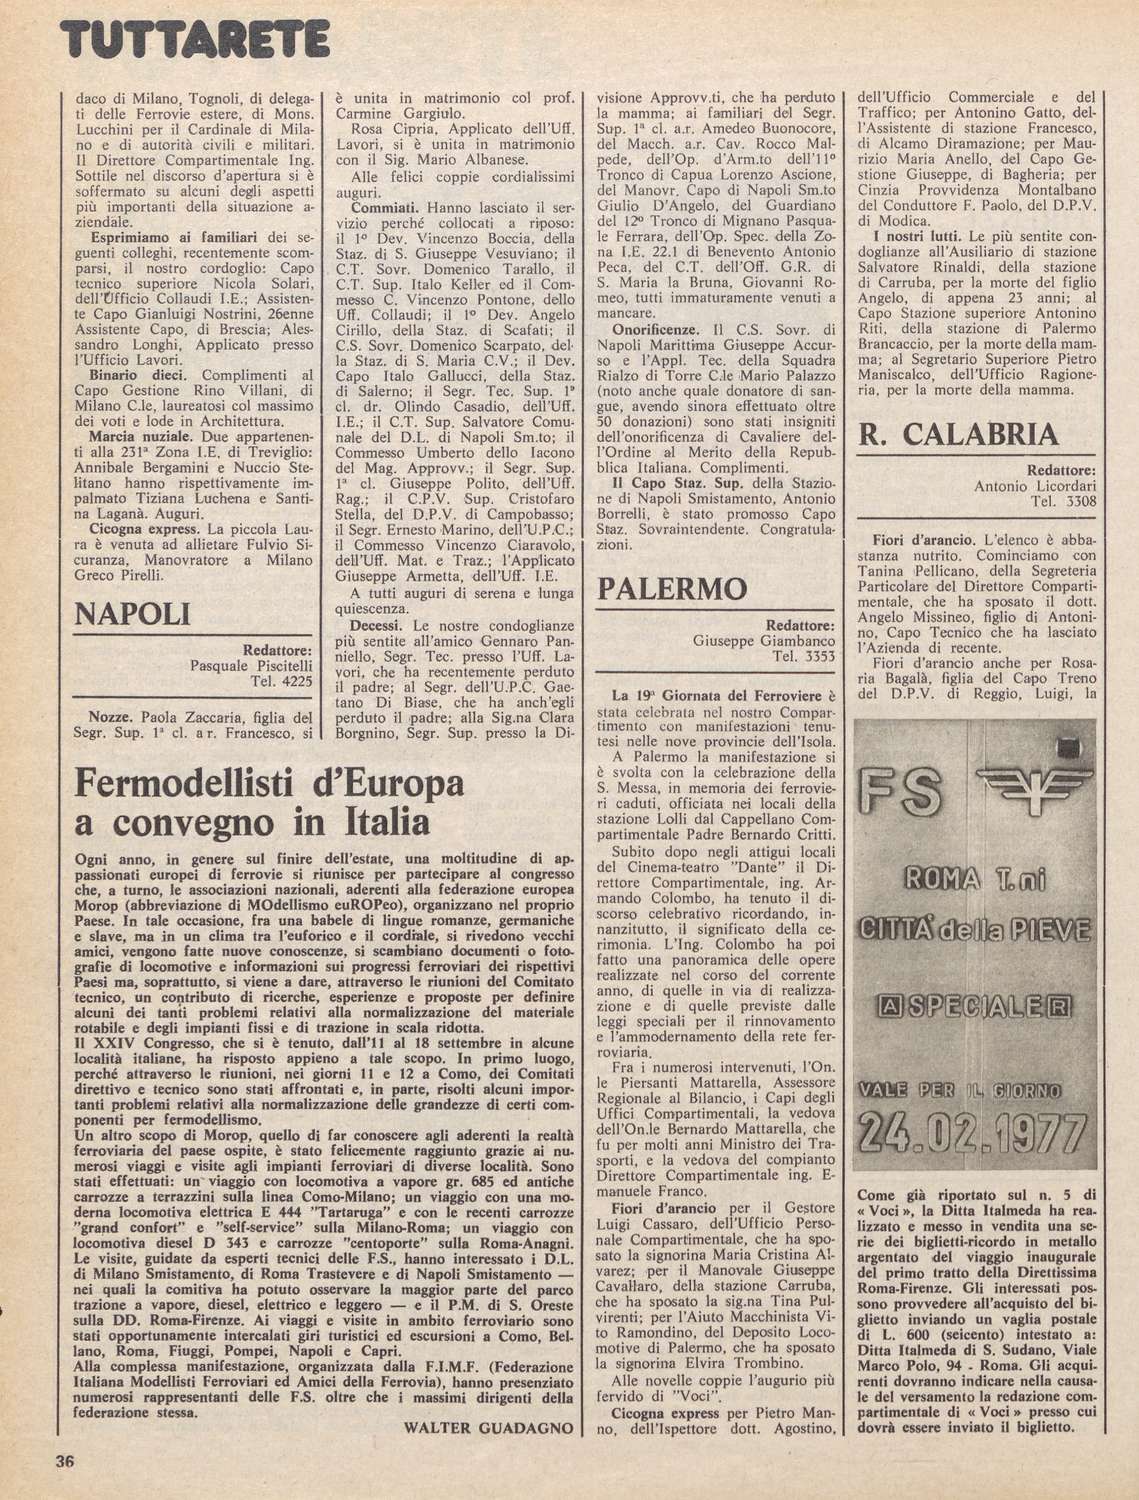 TUTTARETE
daco di Milano, Tognoli, di delega-
ti delle Ferrovie estere, di Mons.
Lucchini per il Cardinale di Mila-
no e di autorità civili e militari.
Il Direttore Compartimentale Ing.
Sottile nel discorso d'apertura si è
soffermato su alcuni degli aspetti
più importanti della situazione a-
ziendale.
Esprimiamo ai familiari dei se-
guenti colleghi, recentemente scom-
parsi, il nostro cordoglio: Capo
tecnico superiore Nicola Solari,
dell'Ufficio Collaudi I.E.; Assisten-
te Capo Gianluigi Nostrini, 26enne
Assistente Capo, di Brescia; Ales-
sandro Longhi, Applicato presso
l'Ufficio Lavori.
Binario dieci. Complimenti al
Capo Gestione Rino Villani, di
Milano C.le, laureatosi col massimo
dei voti e lode in Architettura.
Marcia nuziale. Due appartenen-
ti alla 231ª Zona I.E. di Treviglio:
Annibale Bergamini e Nuccio Ste-
litano hanno rispettivamente im-
palmato Tiziana Luchena e Santi-
na Laganà. Auguri.
Cicogna express. La piccola Lau-
ra è venuta ad allietare Fulvio Si-
curanza, Manovratore a Milano
Greco Pirelli.
NAPOLI
Redattore:
Pasquale Piscitelli
Tel. 4225
Nozze. Paola Zaccaria, figlia del
Segr. Sup. 1ª cl. a r. Francesco, si
è unita in matrimonio col prof.
Carmine Gargiulo.
Rosa Cipria, Applicato dell'Uff.
Lavori, si è unita in matrimonio
con il Sig. Mario Albanese.
Alle felici coppie cordialissimi
auguri.
Commiati. Hanno lasciato il ser-
vizio perché collocati a riposo:
il 1º Dev. Vincenzo Boccia, della
Staz. di S. Giuseppe Vesuviano; il
C.T. Sovr. Domenico Tarallo, il
C.T. Sup. Italo Keller ed il Com-
messo C. Vincenzo Pontone, dello
Uff. Collaudi; il 1º Dev. Angelo
Cirillo, della Staz. di Scafati; il
C.S. Sovr. Domenico Scarpato, del-
la Staz. di S. Maria C.V.; il Dev.
Capo Italo Gallucci, della Staz.
di Salerno; il Segr. Tec. Sup. 1ª
cl. dr. Olindo Casadio, dell'Uff.
I.E.; il C.T. Sup. Salvatore Comu-
nale del D.L. di Napoli Sm.to; il
Commesso Umberto dello Iacono
del Mag. Approvv.; il Segr. Sup.
1ª cl. Giuseppe Polito, dell'Uff.
Rag.; il C.P.V. Sup. Cristofaro
Stella, del D.P.V. di Campobasso;
il Segr. Ernesto Marino, dell'U.P.C.;
il Commesso Vincenzo Ciaravolo,
dell'Uff. Mat. e Traz.; l'Applicato
Giuseppe Armetta, dell'Uff. I.E.
A tutti auguri di serena e lunga
quiescenza.
Decessi. Le nostre condoglianze
più sentite all'amico Gennaro Pan-
niello, Segr. Tec. presso l'Uff. La-
vori, che ha recentemente perduto
il padre; al Segr. dell'U.P.C. Gae-
tano Di Biase, che ha anch'egli
perduto il padre; alla Sig.na Clara
Borgnino, Segr. Sup. presso la Di-
visione Approvv.ti, che ha perduto
la mamma; ai familiari del Segr.
Sup. 1ª cl. a.r. Amedeo Buonocore,
del Macch. a.r. Cav. Rocco Mal-
pede, dell'Op. d'Arm.to dell'11º
Tronco di Capua Lorenzo Ascione,
del Manovr. Capo di Napoli Sm.to
Giulio D'Angelo, del Guardiano
del 12º Tronco di Mignano Pasqua-
le Ferrara, dell'Op. Spec. della Zo-
na I.E. 22.1 di Benevento Antonio
Peca, del C.T. dell'Off. G.R. di
S. Maria la Bruna, Giovanni Ro-
meo, tutti immaturamente venuti a
mancare.
Onorificenze. Il C.S. Sovr. di
Napoli Marittima Giuseppe Accur-
so e l'Appl. Tec. della Squadra
Rialzo di Torre C.le Mario Palazzo
(noto anche quale donatore di san-
gue, avendo sinora effettuato oltre
50 donazioni) sono stati insigniti
dell'onorificenza di Cavaliere del-
l'Ordine al Merito della Repub-
blica Italiana. Complimenti.
Il Capo Staz. Sup. della Stazio-
ne di Napoli Smistamento, Antonio
Borrelli, è stato promosso Capo
Staz. Sovraintendente. Congratula-
zioni.
PALERMO
Redattore:
Giuseppe Giambanco
Tel. 3353
La 19ª Giornata del Ferroviere è
stata celebrata nel nostro Compar-
timento con manifestazioni tenu-
tesi nelle nove provincie dell'Isola.
A Palermo la manifestazione si
è svolta con la celebrazione della
S. Messa, in memoria dei ferrovie-
ri caduti, officiata nei locali della
stazione Lolli dal Cappellano Com-
partimentale Padre Bernardo Critti.
Subito dopo negli attigui locali
del Cinema-teatro "Dante" il Di-
rettore Compartimentale, ing. Ar-
mando Colombo, ha tenuto il di-
scorso celebrativo ricordando, in-
nanzitutto, il significato della ce-
rimonia. L'Ing. Colombo ha poi
fatto una panoramica delle opere
realizzate nel corso del corrente
anno, di quelle in via di realizza-
zione e di quelle previste dalle
leggi speciali per il rinnovamento
e l'ammodernamento della rete fer-
roviaria.
Fra i numerosi intervenuti, l'On.
le Piersanti Mattarella, Assessore
Regionale al Bilancio, i Capi degli
Uffici Compartimentali, la vedova
dell'On.le Bernardo Mattarella, che
fu per molti anni Ministro dei Tra-
sporti, e la vedova del compianto
Direttore Compartimentale ing. E-
manuele Franco.
Fiori d'arancio per il Gestore
Luigi Cassaro, dell'Ufficio Perso-
nale Compartimentale, che ha spo-
sato la signorina Maria Cristina Al-
varez; per il Manovale Giuseppe
Cavallaro, della stazione Carruba,
che ha sposato la sig.na Tina Pul-
virenti; per l'Aiuto Macchinista Vi-
to Ramondino, del Deposito Loco-
motive di Palermo, che ha sposato
la signorina Elvira Trombino.
Alle novelle coppie l'augurio più
fervido di "Voci".
Cicogna express per Pietro Man-
no, dell'Ispettore dott. Agostino,
dell'Ufficio Commerciale e del
Traffico; per Antonino Gatto, del-
l'Assistente di stazione Francesco,
di Alcamo Diramazione; per Mau-
rizio Maria Anello, del Capo Ge-
stione Giuseppe, di Bagheria; per
Cinzia Provvidenza Montalbano
del Conduttore F. Paolo, del D.P.V.
di Modica.
I nostri lutti. Le più sentite con-
doglianze all'Ausiliario di stazione
Salvatore Rinaldi, della stazione
di Carruba, per la morte del figlio
Angelo, di appena 23 anni; al
Capo Stazione superiore Antonino
Riti, della stazione di Palermo
Brancaccio, per la morte della mam-
ma; al Segretario Superiore Pietro
Maniscalco, dell'Ufficio Ragione-
ria, per la morte della mamma.
R. CALABRIA
Redattore:
Antonio Licordari
Tel. 3308
Fiori d'arancio. L'elenco è abba-
stanza nutrito. Cominciamo con
Tanina Pellicano, della Segreteria
Particolare del Direttore Comparti-
mentale, che ha sposato il dott.
Angelo Missineo, figlio di Antoni-
no, Capo Tecnico che ha lasciato
l'Azienda di recente.
Fiori d'arancio anche per Rosa-
ria Bagalà, figlia del Capo Treno
del D.P.V. di Reggio, Luigi, la
Fermodellisti d'Europa
a convegno in Italia
Ogni anno, in genere sul finire dell'estate, una moltitudine di ap-
passionati europei di ferrovie si riunisce per partecipare al congresso
che, a turno, le associazioni nazionali, aderenti alla federazione europea
Morop (abbreviazione di MOdellismo euROPeo), organizzano nel proprio
Paese. In tale occasione, fra una babele di lingue romanze, germaniche
e slave, ma in un clima tra l'euforico e il cordiale, si rivedono vecchi
amici, vengono fatte nuove conoscenze, si scambiano documenti o foto-
grafie di locomotive e informazioni sui progressi ferroviari dei rispettivi
Paesi ma, soprattutto, si viene a dare, attraverso le riunioni del Comitato
tecnico, un contributo di ricerche, esperienze e proposte per definire
alcuni dei tanti problemi relativi alla normalizzazione del materiale
rotabile e degli impianti fissi e di trazione in scala ridotta.
Il XXIV Congresso, che si è tenuto, dall'11 al 18 settembre in alcune
località italiane, ha risposto appieno a tale scopo. In primo luogo,
perché attraverso le riunioni, nei giorni 11 e 12 a Como, dei Comitati
direttivo e tecnico sono stati affrontati e, in parte, risolti alcuni impor-
tanti problemi relativi alla normalizzazione delle grandezze di certi com-
ponenti per fermodellismo.
Un altro scopo di Morop, quello di far conoscere agli aderenti la realtà
ferroviaria del paese ospite, è stato felicemente raggiunto grazie ai nu-
merosi viaggi e visite agli impianti ferroviari di diverse località. Sono
stati effettuati: un viaggio con locomotiva a vapore gr. 685 ed antiche
carrozze a terrazzini sulla linea Como-Milano; un viaggio con una mo-
derna locomotiva elettrica E 444 "Tartaruga" e con le recenti carrozze
"grand confort" e "self-service" sulla Milano-Roma; un viaggio con
locomotiva diesel D 343 e carrozze "centoporte" sulla Roma-Anagni.
Le visite, guidate da esperti tecnici delle F.S., hanno interessato i D.L.
di Milano Smistamento, di Roma Trastevere e di Napoli Smistamento —
nei quali la comitiva ha potuto osservare la maggior parte del parco
trazione a vapore, diesel, elettrico e leggero — e il P.M. di S. Oreste
sulla DD. Roma-Firenze. Ai viaggi e visite in ambito ferroviario sono
stati opportunamente intercalati giri turistici ed escursioni a Como, Bel-
lano, Roma, Fiuggi, Pompei, Napoli e Capri.
Alla complessa manifestazione, organizzata dalla F.I.M.F. (Federazione
Italiana Modellisti Ferroviari ed Amici della Ferrovia), hanno presenziato
numerosi rappresentanti delle F.S. oltre che i massimi dirigenti della
federazione stessa.
WALTER GUADAGNO
FS
ROMA T.ni
CITTÀ della PIEVE
A SPECIALE R
VALE PER IL GIORNO
24.02.1977
Come già riportato sul n. 5 di
« Voci », la Ditta Italmeda ha rea-
lizzato e messo in vendita una se-
rie dei biglietti-ricordo in metallo
argentato del viaggio inaugurale
del primo tratto della Direttissima
Roma-Firenze. Gli interessati pos-
sono provvedere all'acquisto del bi-
glietto inviando un vaglia postale
di L. 600 (seicento) intestato a:
Ditta Italmeda di S. Sudano, Viale
Marco Polo, 94 - Roma. Gli acqui-
renti dovranno indicare nella causa-
le del versamento la redazione com-
partimentale di « Voci » presso cui
dovrà essere inviato il biglietto.
36